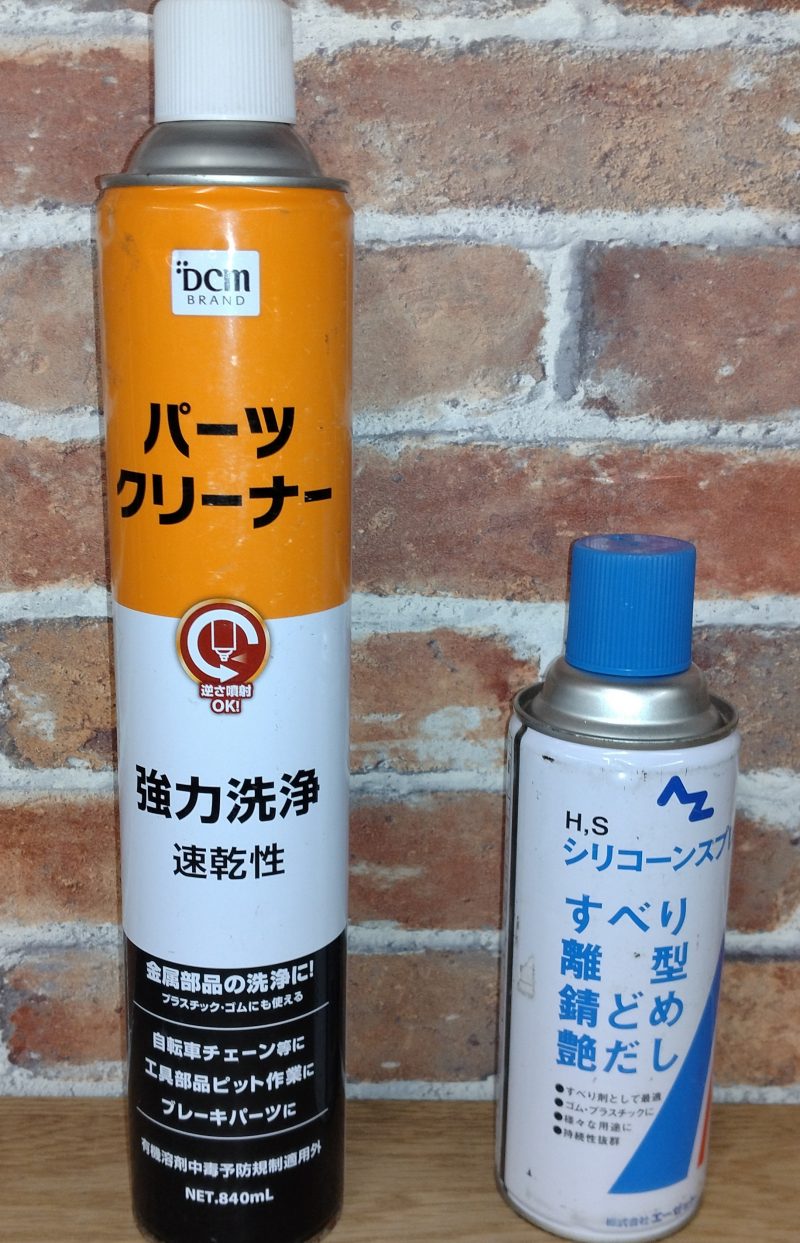 DCM
BRAND
パーツ
クリーナー
逆さ噴射
OK!
強力洗浄
速乾性
金属部品の洗浄に!
プラスチック・ゴムにも使える
自転車チェーン等に
工具部品ピット作業に
ブレーキパーツに
有機溶剤中毒予防規制適用外
NET.840mL
AZ
H,S
シリコーンスプレ
すべり
離型
錆どめ
艶だし
●すべり剤として最適
●ゴム・プラスチックに
●様々な用途に
●持続性抜群
株式会社エーゼット